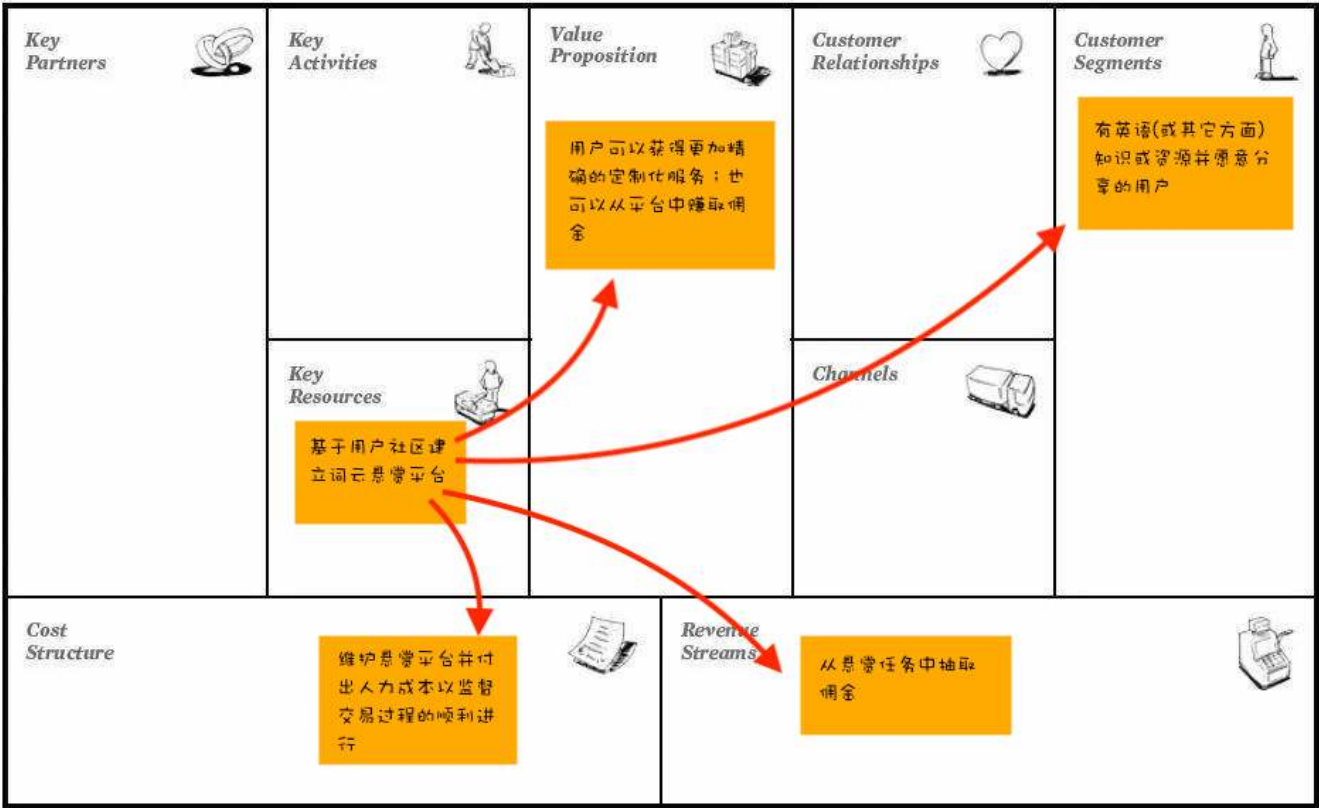 Key
Partners
Key
Activities
Value
Proposition
用户可以获得更加精
确的定制化服务；也
可以从平台中赚取佣
金
Customer
Relationships
Customer
Segments
有英语(或其它方面)
知识或资源并愿意分
享的用户
Key
Resources
基于用户社区建
立词云悬赏平台
Channels
Cost
Structure
维护悬赏平台并付
出人力成本以监督
交易过程的顺利进
行
Revenue
Streams
从悬赏任务中抽取
佣金